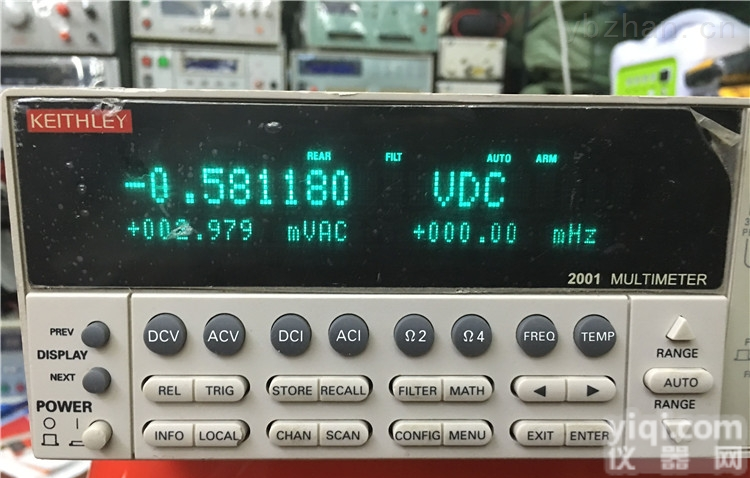 ybzhan.cn
KEITHLEY
REAR FILT AUTO ARM
-0.581180 VDC
+002.979 mVAC +000.00 mHz
2001 MULTIMETER
PREV
DISPLAY
NEXT
POWER
DCV ACV DCI ACI Ω2 Ω4 FREQ TEMP
REL TRIG STORE RECALL FILTER MATH ◄ ►
INFO LOCAL CHAN SCAN CONFIG MENU EXIT ENTER
RANGE
AUTO
RANGE
yiqi.com
仪器网